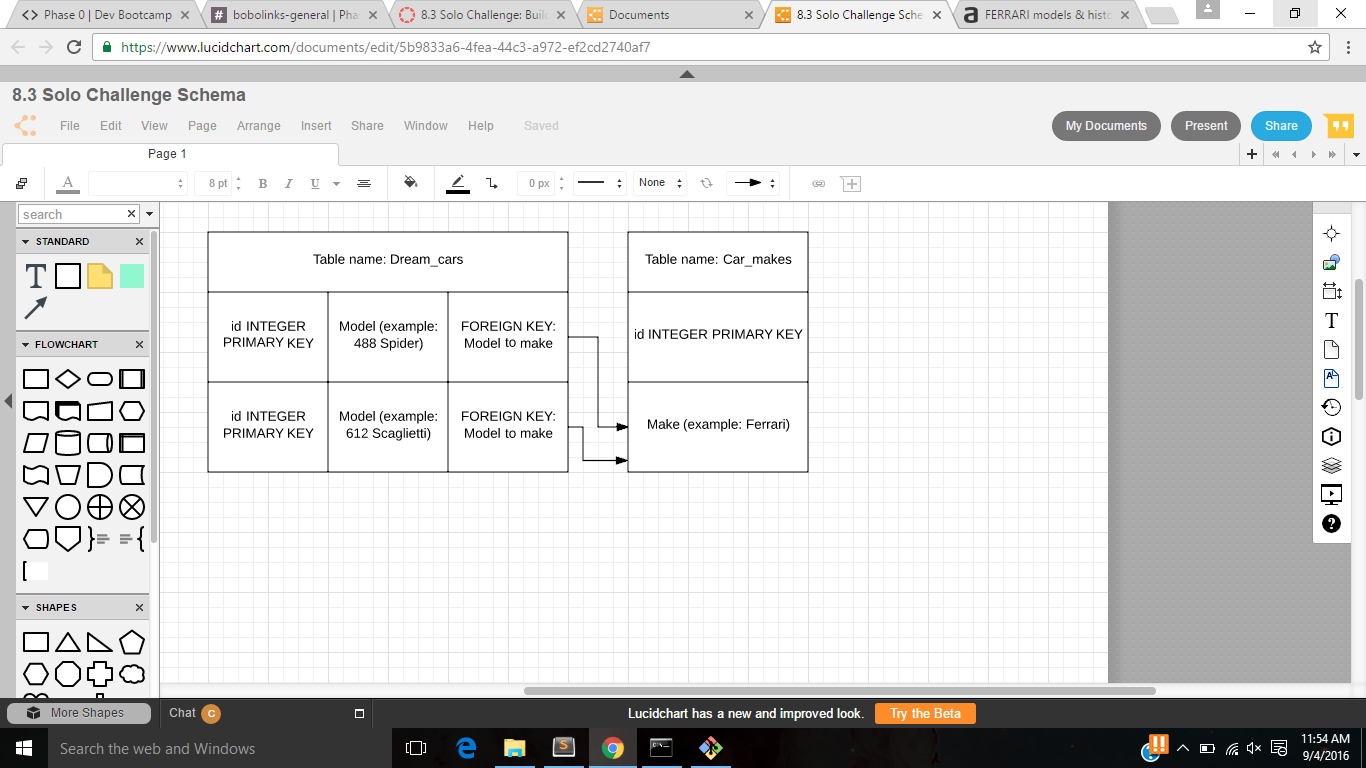 <> Phase 0 | Dev Bootcamp
# bobolinks-general | Pha
8.3 Solo Challenge: Buil
Documents
8.3 Solo Challenge Sche
a FERRARI models & histo
https://www.lucidchart.com/documents/edit/5b9833a6-4fea-44c3-a972-ef2cd2740af7
8.3 Solo Challenge Schema
File Edit View Page Arrange Insert Share Window Help Saved
My Documents Present Share
Page 1
A 8 pt B I U 0 px None
search
STANDARD
T
FLOWCHART
SHAPES
Table name: Dream_cars
id INTEGER
PRIMARY KEY
Model (example:
488 Spider)
FOREIGN KEY:
Model to make
id INTEGER
PRIMARY KEY
Model (example:
612 Scaglietti)
FOREIGN KEY:
Model to make
Table name: Car_makes
id INTEGER PRIMARY KEY
Make (example: Ferrari)
T
A
More Shapes
Chat C
Lucidchart has a new and improved look. Try the Beta
Search the web and Windows
11:54 AM
9/4/2016